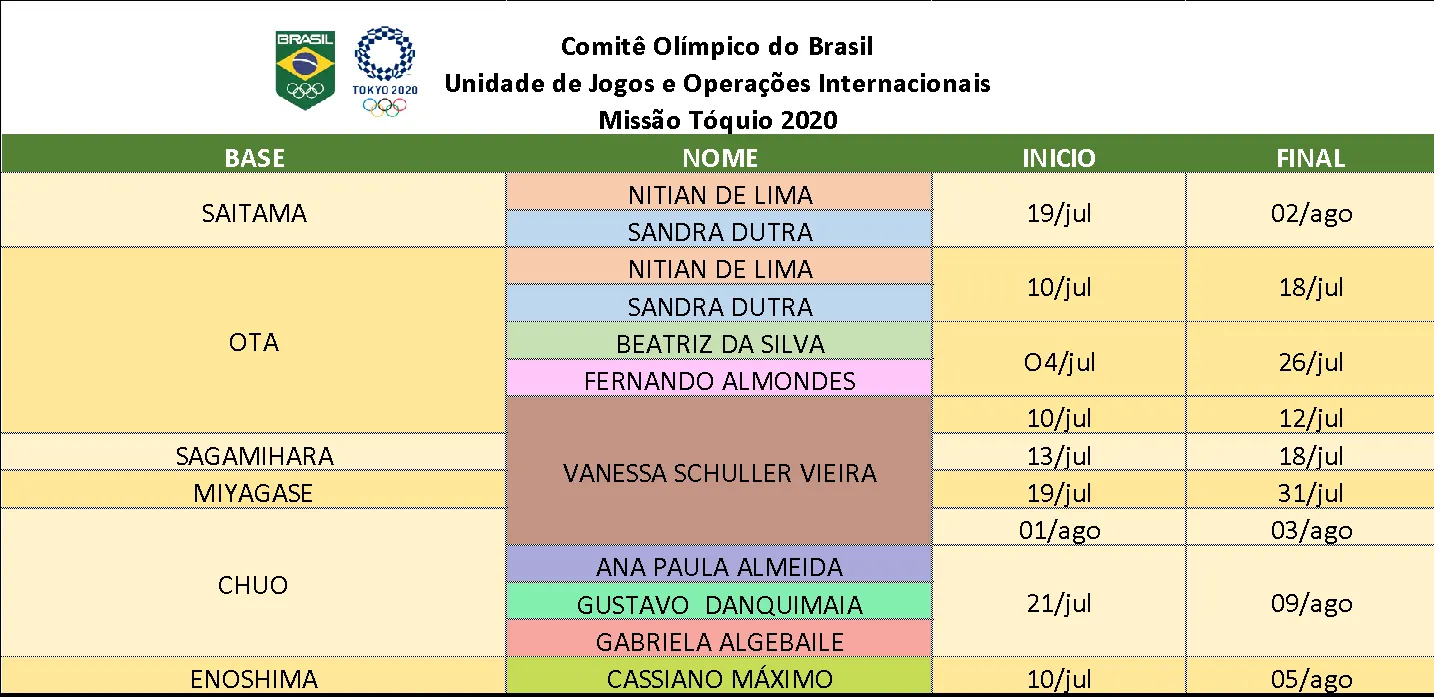 BRASIL
TOKYO 2020
Comitê Olímpico do Brasil
Unidade de Jogos e Operações Internacionais
Missão Tóquio 2020
BASE NOME INICIO FINAL
SAITAMA NITIAN DE LIMA 19/jul 02/ago
SANDRA DUTRA
OTA NITIAN DE LIMA 10/jul 18/jul
SANDRA DUTRA
BEATRIZ DA SILVA O4/jul 26/jul
FERNANDO ALMONDES
VANESSA SCHULLER VIEIRA 10/jul 12/jul
SAGAMIHARA 13/jul 18/jul
MIYAGASE 19/jul 31/jul
CHUO 01/ago 03/ago
ANA PAULA ALMEIDA 21/jul 09/ago
GUSTAVO  DANQUIMAIA
GABRIELA ALGEBAILE
ENOSHIMA CASSIANO MÁXIMO 10/jul 05/ago